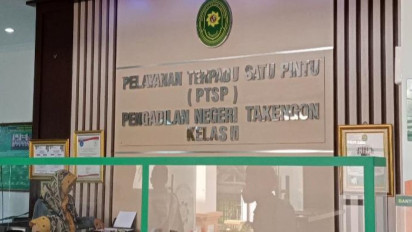 PELAYANAN TERPADU SATU PINTU
( PTSP )
PENGADILAN NEGERI TAKENGON
KELAS II